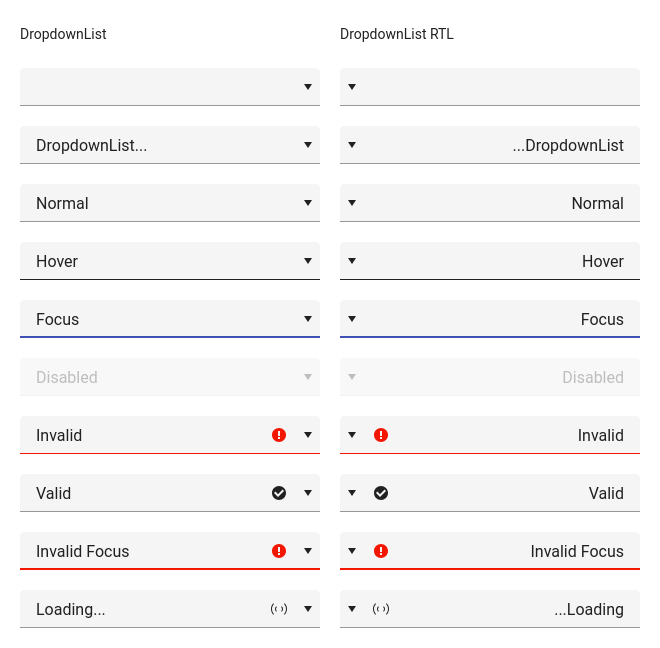 DropdownList
DropdownList RTL
DropdownList...
...DropdownList
Normal
Normal
Hover
Hover
Focus
Focus
Disabled
Disabled
Invalid
Invalid
Valid
Valid
Invalid Focus
Invalid Focus
Loading...
...Loading